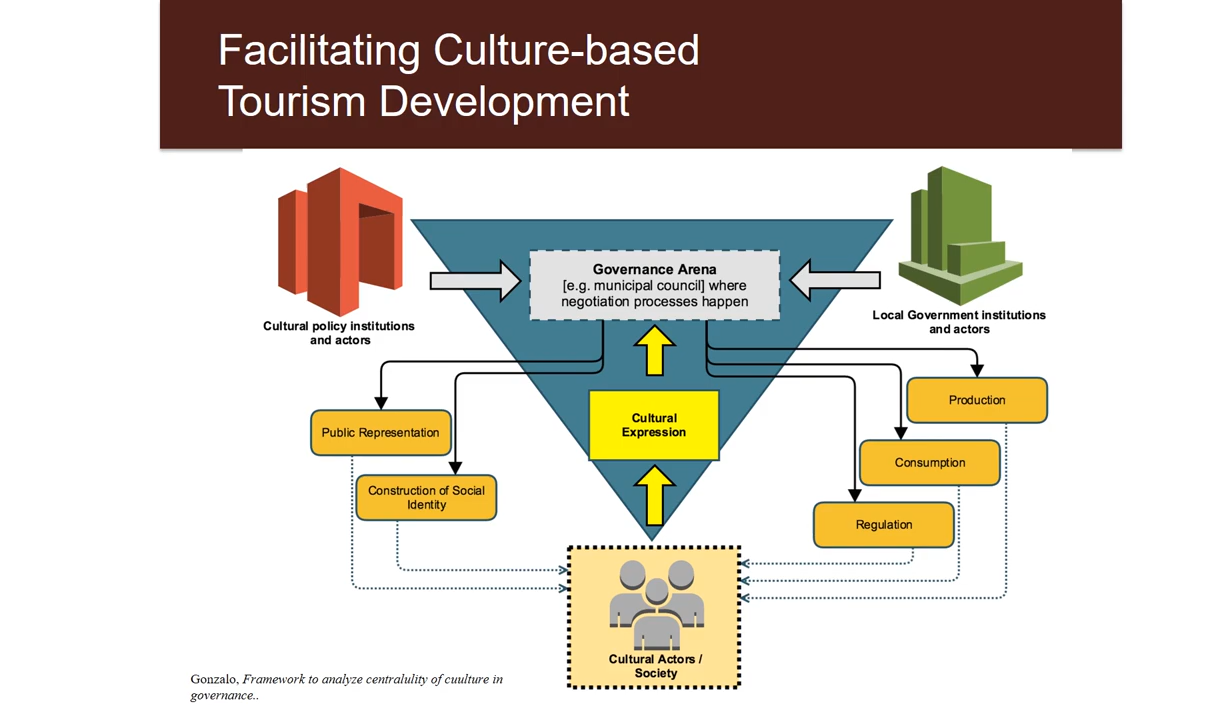 Facilitating Culture-based
Tourism Development
Governance Arena
[e.g. municipal council] where
negotiation processes happen
Cultural policy institutions
and actors
Local Government institutions
and actors
Production
Cultural
Expression
Public Representation
Consumption
Construction of Social
Identity
Regulation
Cultural Actors /
Society
Gonzalo, Framework to analyze centralulity of cuulture in
governance..